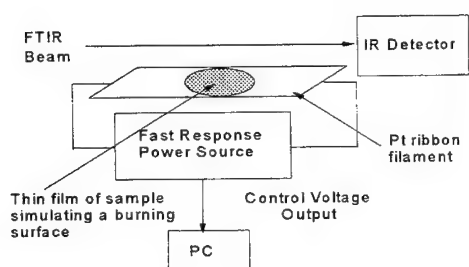 FTIR
Beam
IR Detector
Fast Response
Power Source
Pt ribbon
filament
Thin film of sample
simulating a burning
surface
Control Voltage
Output
PC